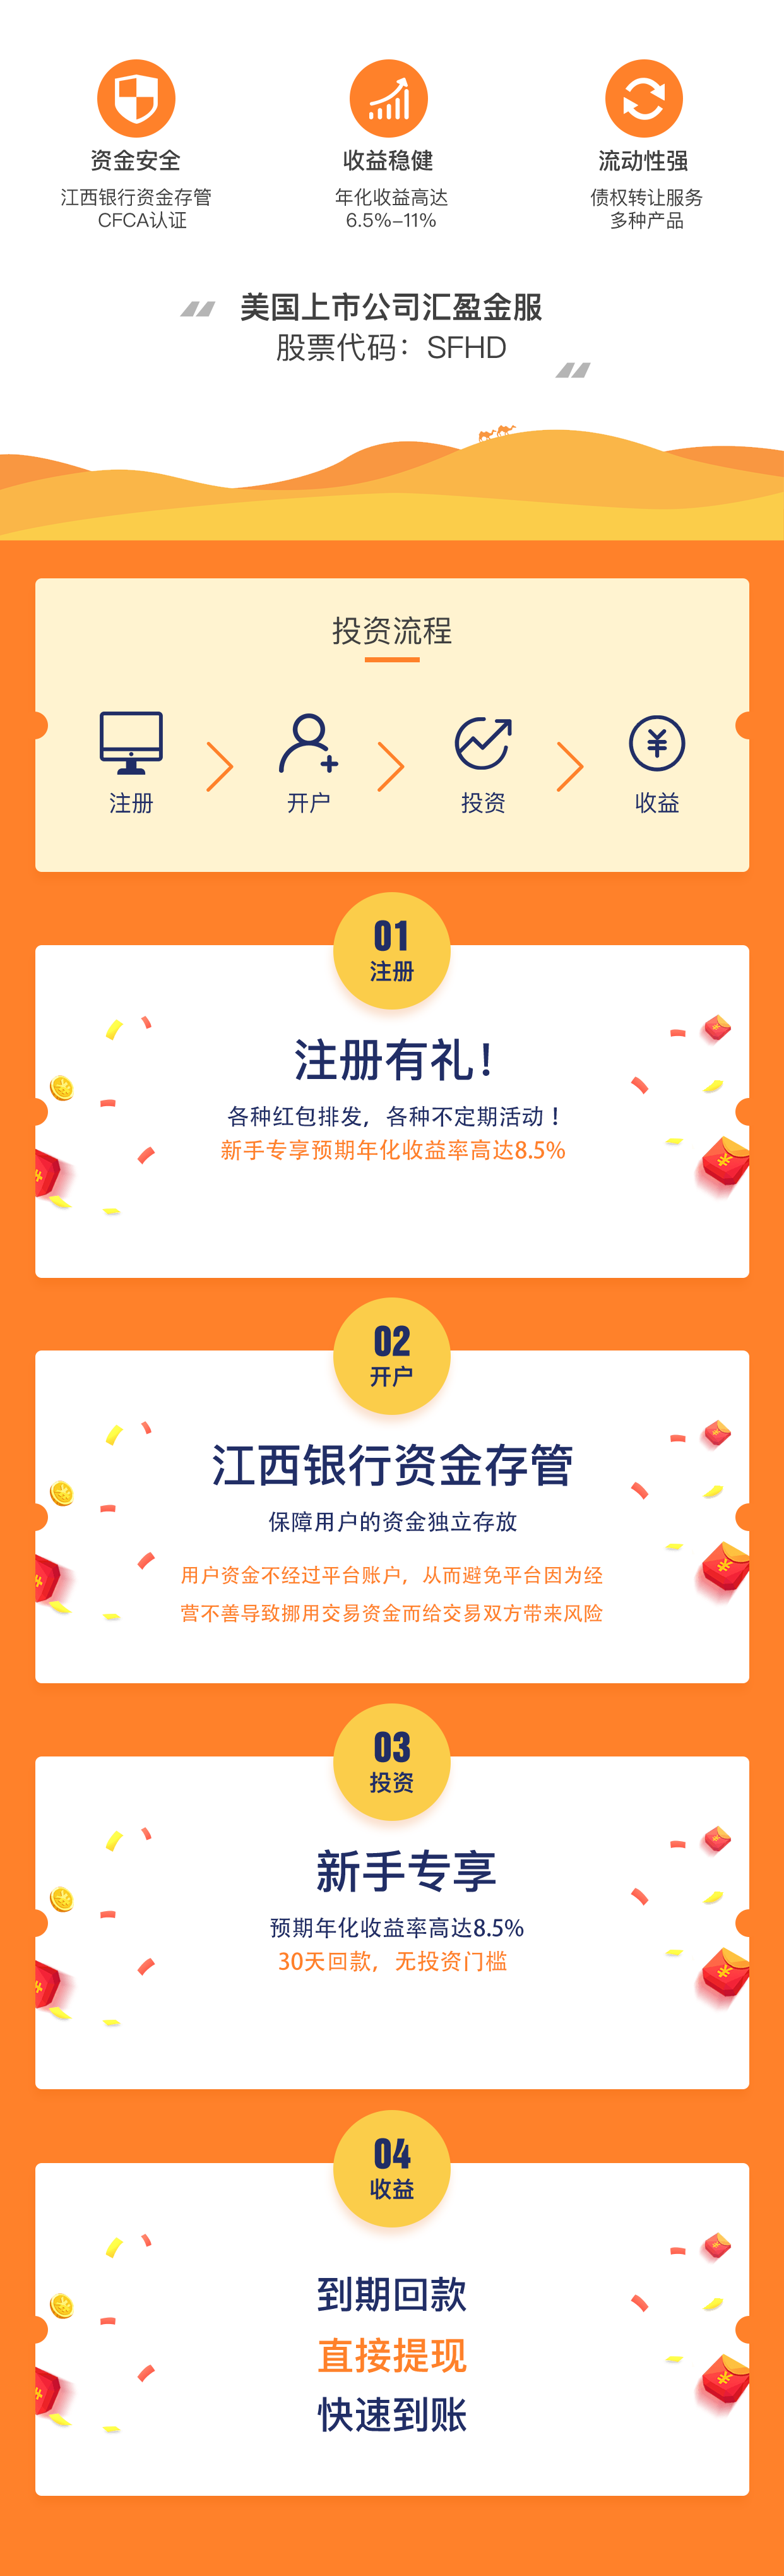 资金安全
江西银行资金存管
CFCA认证
收益稳健
年化收益高达
6.5%–11%
流动性强
债权转让服务
多种产品
美国上市公司汇盈金服
股票代码：SFHD
投资流程
注册
开户
投资
收益
01
注册
注册有礼！
各种红包排发，各种不定期活动！
新手专享预期年化收益率高达8.5%
02
开户
江西银行资金存管
保障用户的资金独立存放
用户资金不经过平台账户，从而避免平台因为经
营不善导致挪用交易资金而给交易双方带来风险
03
投资
新手专享
预期年化收益率高达8.5%
30天回款，无投资门槛
04
收益
到期回款
直接提现
快速到账